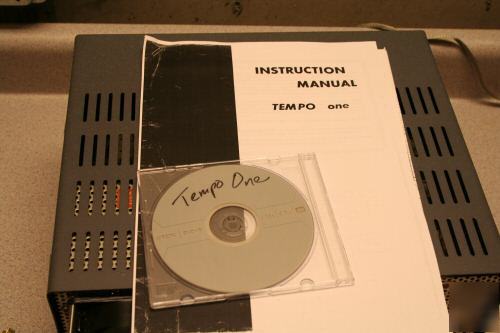 INSTRUCTION
MANUAL
TEMPO one
Tempo One